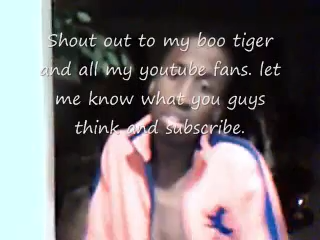 Shout out to my boo tiger
and all my youtube fans. let
me know what you guys
think and subscribe.